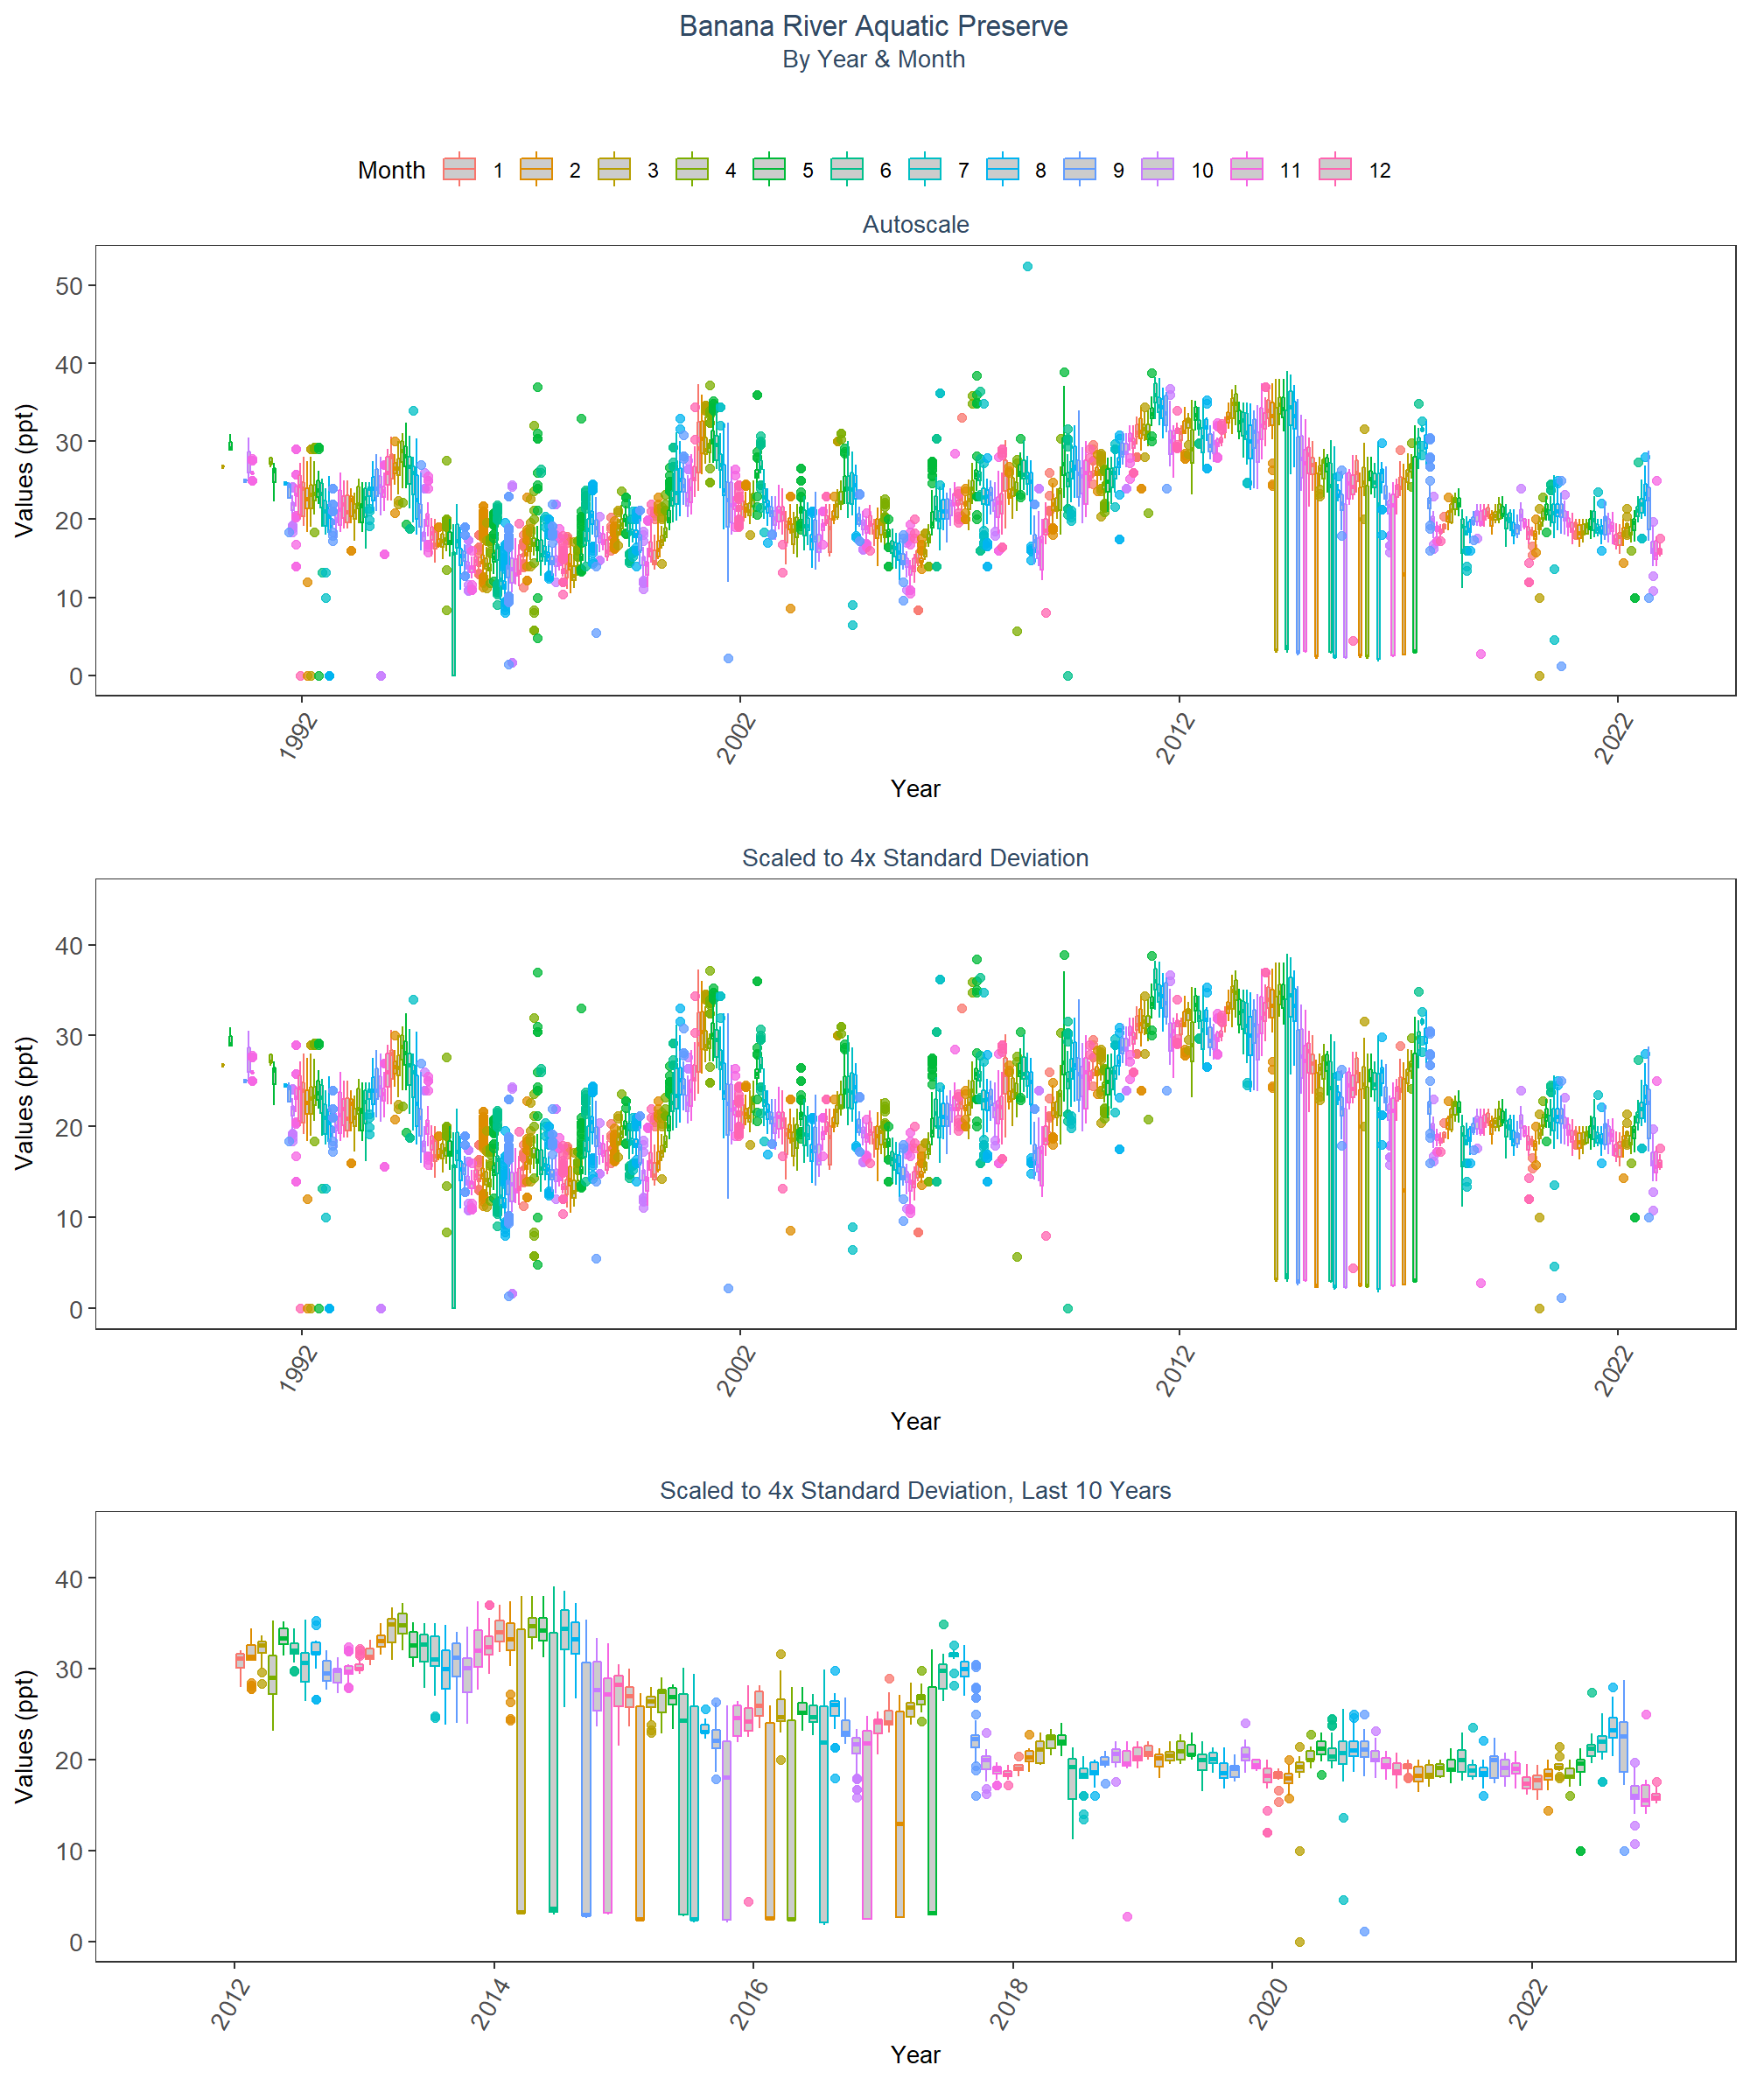 Banana River Aquatic Preserve
By Year & Month
Month 1 2 3 4 5 6 7 8 9 10 11 12
Autoscale
Values (ppt)
50
40
30
20
10
0
1992 2002 2012 2022
Year
Scaled to 4x Standard Deviation
Values (ppt)
40
30
20
10
0
1992 2002 2012 2022
Year
Scaled to 4x Standard Deviation, Last 10 Years
Values (ppt)
40
30
20
10
0
2012 2014 2016 2018 2020 2022
Year